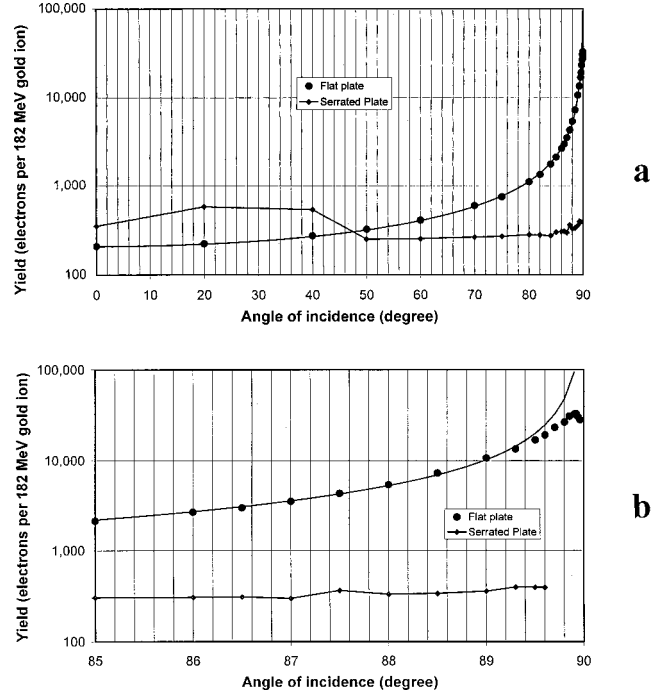 100,000
10,000
1,000
100
Yield (electrons per 182 MeV gold ion)
Flat plate
Serrated Plate
0 10 20 30 40 50 60 70 80 90
Angle of incidence (degree)
a
100,000
10,000
1,000
100
Yield (electrons per 182 MeV gold ion)
Flat plate
Serrated Plate
85 86 87 88 89 90
Angle of incidence (degree)
b